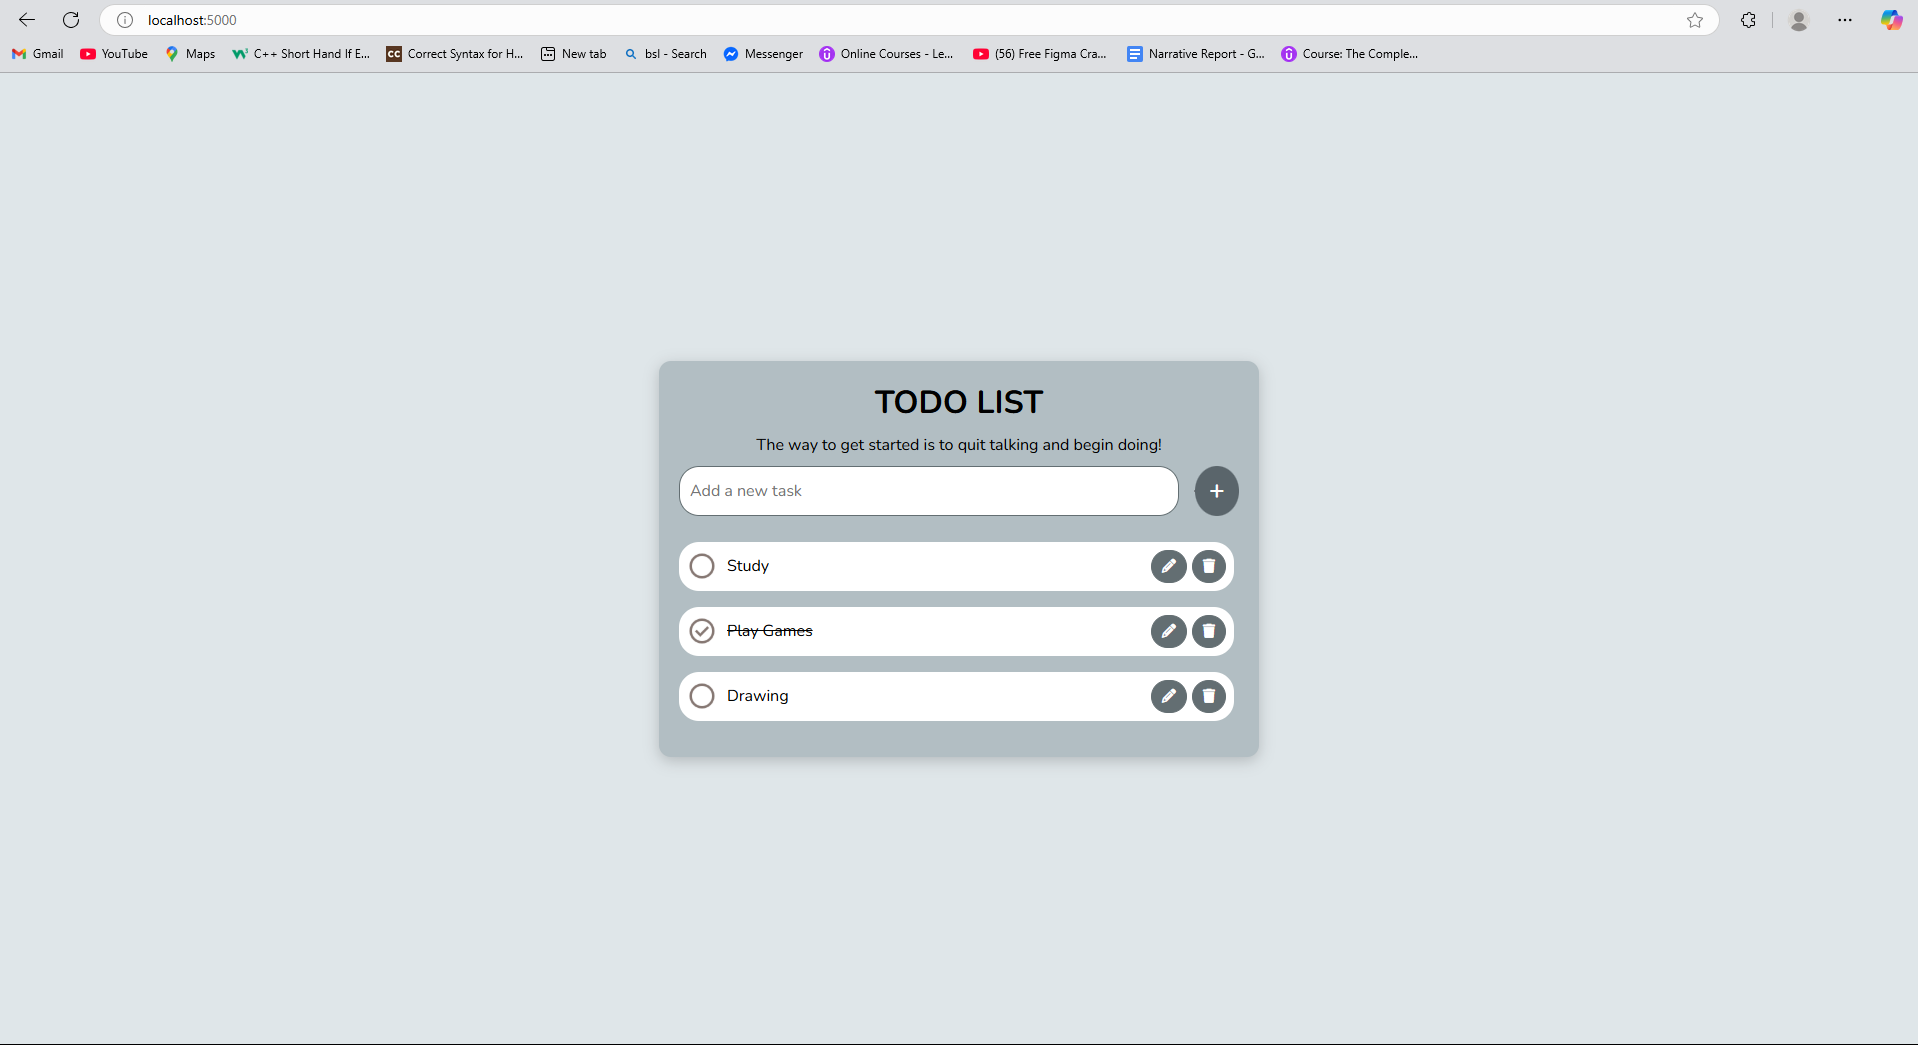 localhost:5000
Gmail YouTube Maps C++ Short Hand If E... Correct Syntax for H... New tab bsl - Search Messenger Online Courses - Le... (56) Free Figma Cra... Narrative Report - G... Course: The Comple...
TODO LIST
The way to get started is to quit talking and begin doing!
Add a new task
Study
Play Games
Drawing